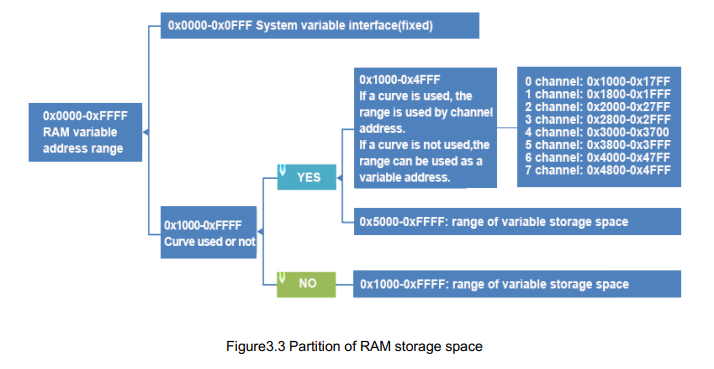 0x0000-0x0FFF System variable interface(fixed)
0x0000-0xFFFF
RAM variable
address range
0x1000-0x4FFF
If a curve is used, the
range is used by channel
address.
If a curve is not used,the
range can be used as a
variable address.
0 channel: 0x1000-0x17FF
1 channel: 0x1800-0x1FFF
2 channel: 0x2000-0x27FF
3 channel: 0x2800-0x2FFF
4 channel: 0x3000-0x3700
5 channel: 0x3800-0x3FFF
6 channel: 0x4000-0x47FF
7 channel: 0x4800-0x4FFF
YES
0x1000-0xFFFF
Curve used or not
0x5000-0xFFFF: range of variable storage space
NO
0x1000-0xFFFF: range of variable storage space
Figure3.3 Partition of RAM storage space